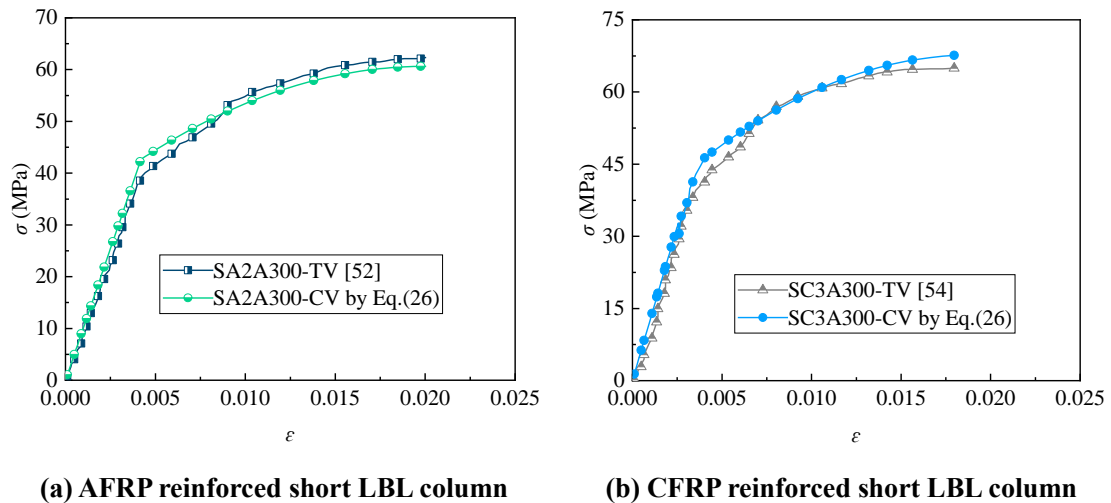 70
60
50
40
30
20
10
0
σ (MPa)
SA2A300-TV [52]
SA2A300-CV by Eq.(26)
0.000 0.005 0.010 0.015 0.020 0.025
ε
(a) AFRP reinforced short LBL column
75
60
45
30
15
0
σ (MPa)
SC3A300-TV [54]
SC3A300-CV by Eq.(26)
0.000 0.005 0.010 0.015 0.020 0.025
ε
(b) CFRP reinforced short LBL column